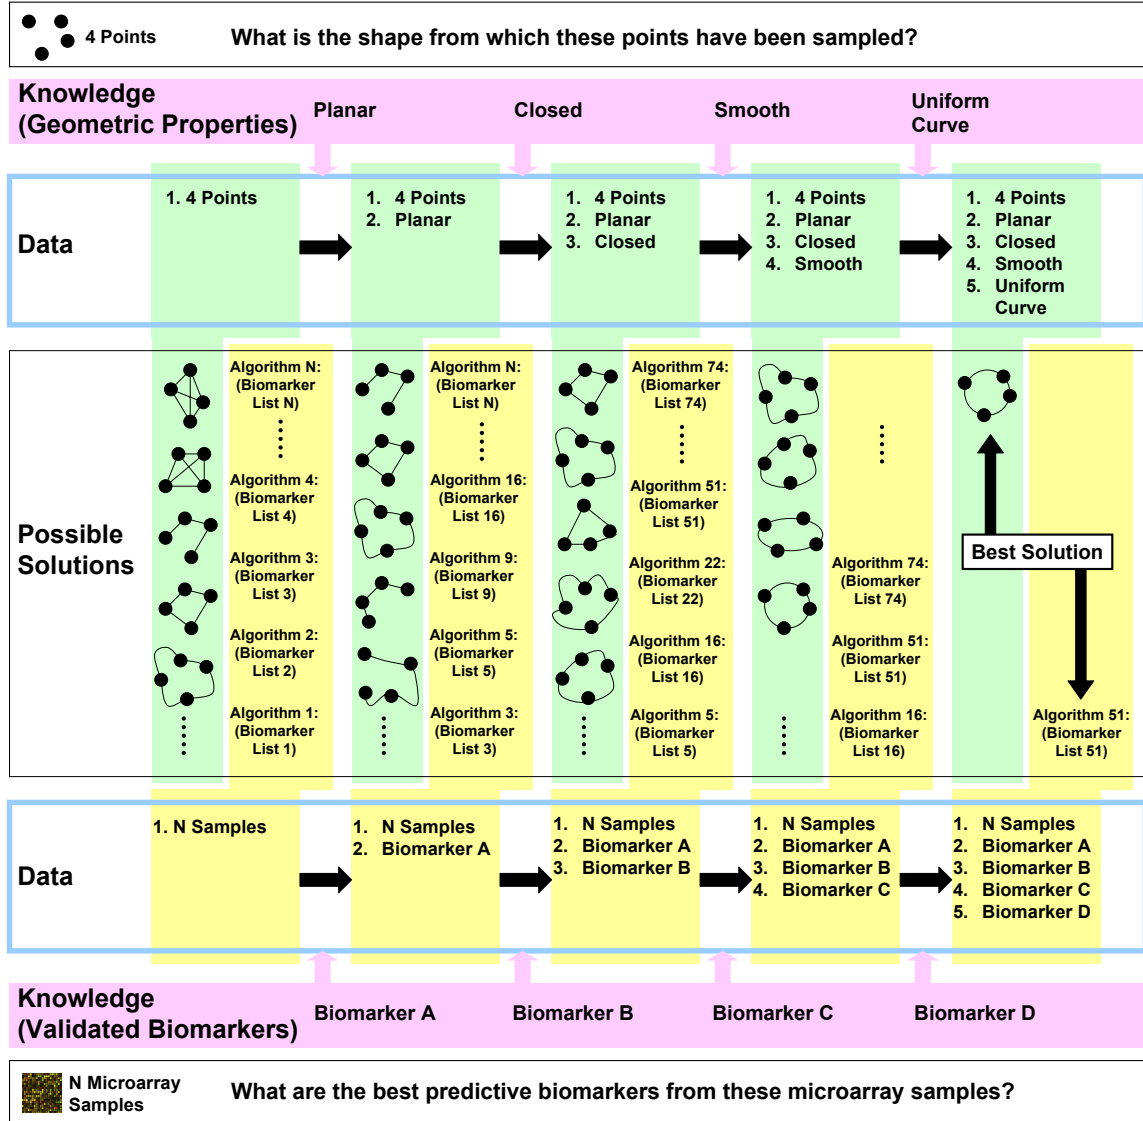 4 Points
What is the shape from which these points have been sampled?
Knowledge
(Geometric Properties)
Planar
Closed
Smooth
Uniform
Curve
Data
1. 4 Points
1. 4 Points
2. Planar
1. 4 Points
2. Planar
3. Closed
1. 4 Points
2. Planar
3. Closed
4. Smooth
1. 4 Points
2. Planar
3. Closed
4. Smooth
5. Uniform
Curve
Possible
Solutions
Algorithm N:
(Biomarker
List N)
Algorithm 4:
(Biomarker
List 4)
Algorithm 3:
(Biomarker
List 3)
Algorithm 2:
(Biomarker
List 2)
Algorithm 1:
(Biomarker
List 1)
Algorithm N:
(Biomarker
List N)
Algorithm 16:
(Biomarker
List 16)
Algorithm 9:
(Biomarker
List 9)
Algorithm 5:
(Biomarker
List 5)
Algorithm 3:
(Biomarker
List 3)
Algorithm 74:
(Biomarker
List 74)
Algorithm 51:
(Biomarker
List 51)
Algorithm 22:
(Biomarker
List 22)
Algorithm 16:
(Biomarker
List 16)
Algorithm 5:
(Biomarker
List 5)
Algorithm 74:
(Biomarker
List 74)
Algorithm 51:
(Biomarker
List 51)
Algorithm 16:
(Biomarker
List 16)
Best Solution
Algorithm 51:
(Biomarker
List 51)
Data
1. N Samples
1. N Samples
2. Biomarker A
1. N Samples
2. Biomarker A
3. Biomarker B
1. N Samples
2. Biomarker A
3. Biomarker B
4. Biomarker C
1. N Samples
2. Biomarker A
3. Biomarker B
4. Biomarker C
5. Biomarker D
Knowledge
(Validated Biomarkers)
Biomarker A
Biomarker B
Biomarker C
Biomarker D
N Microarray
Samples
What are the best predictive biomarkers from these microarray samples?